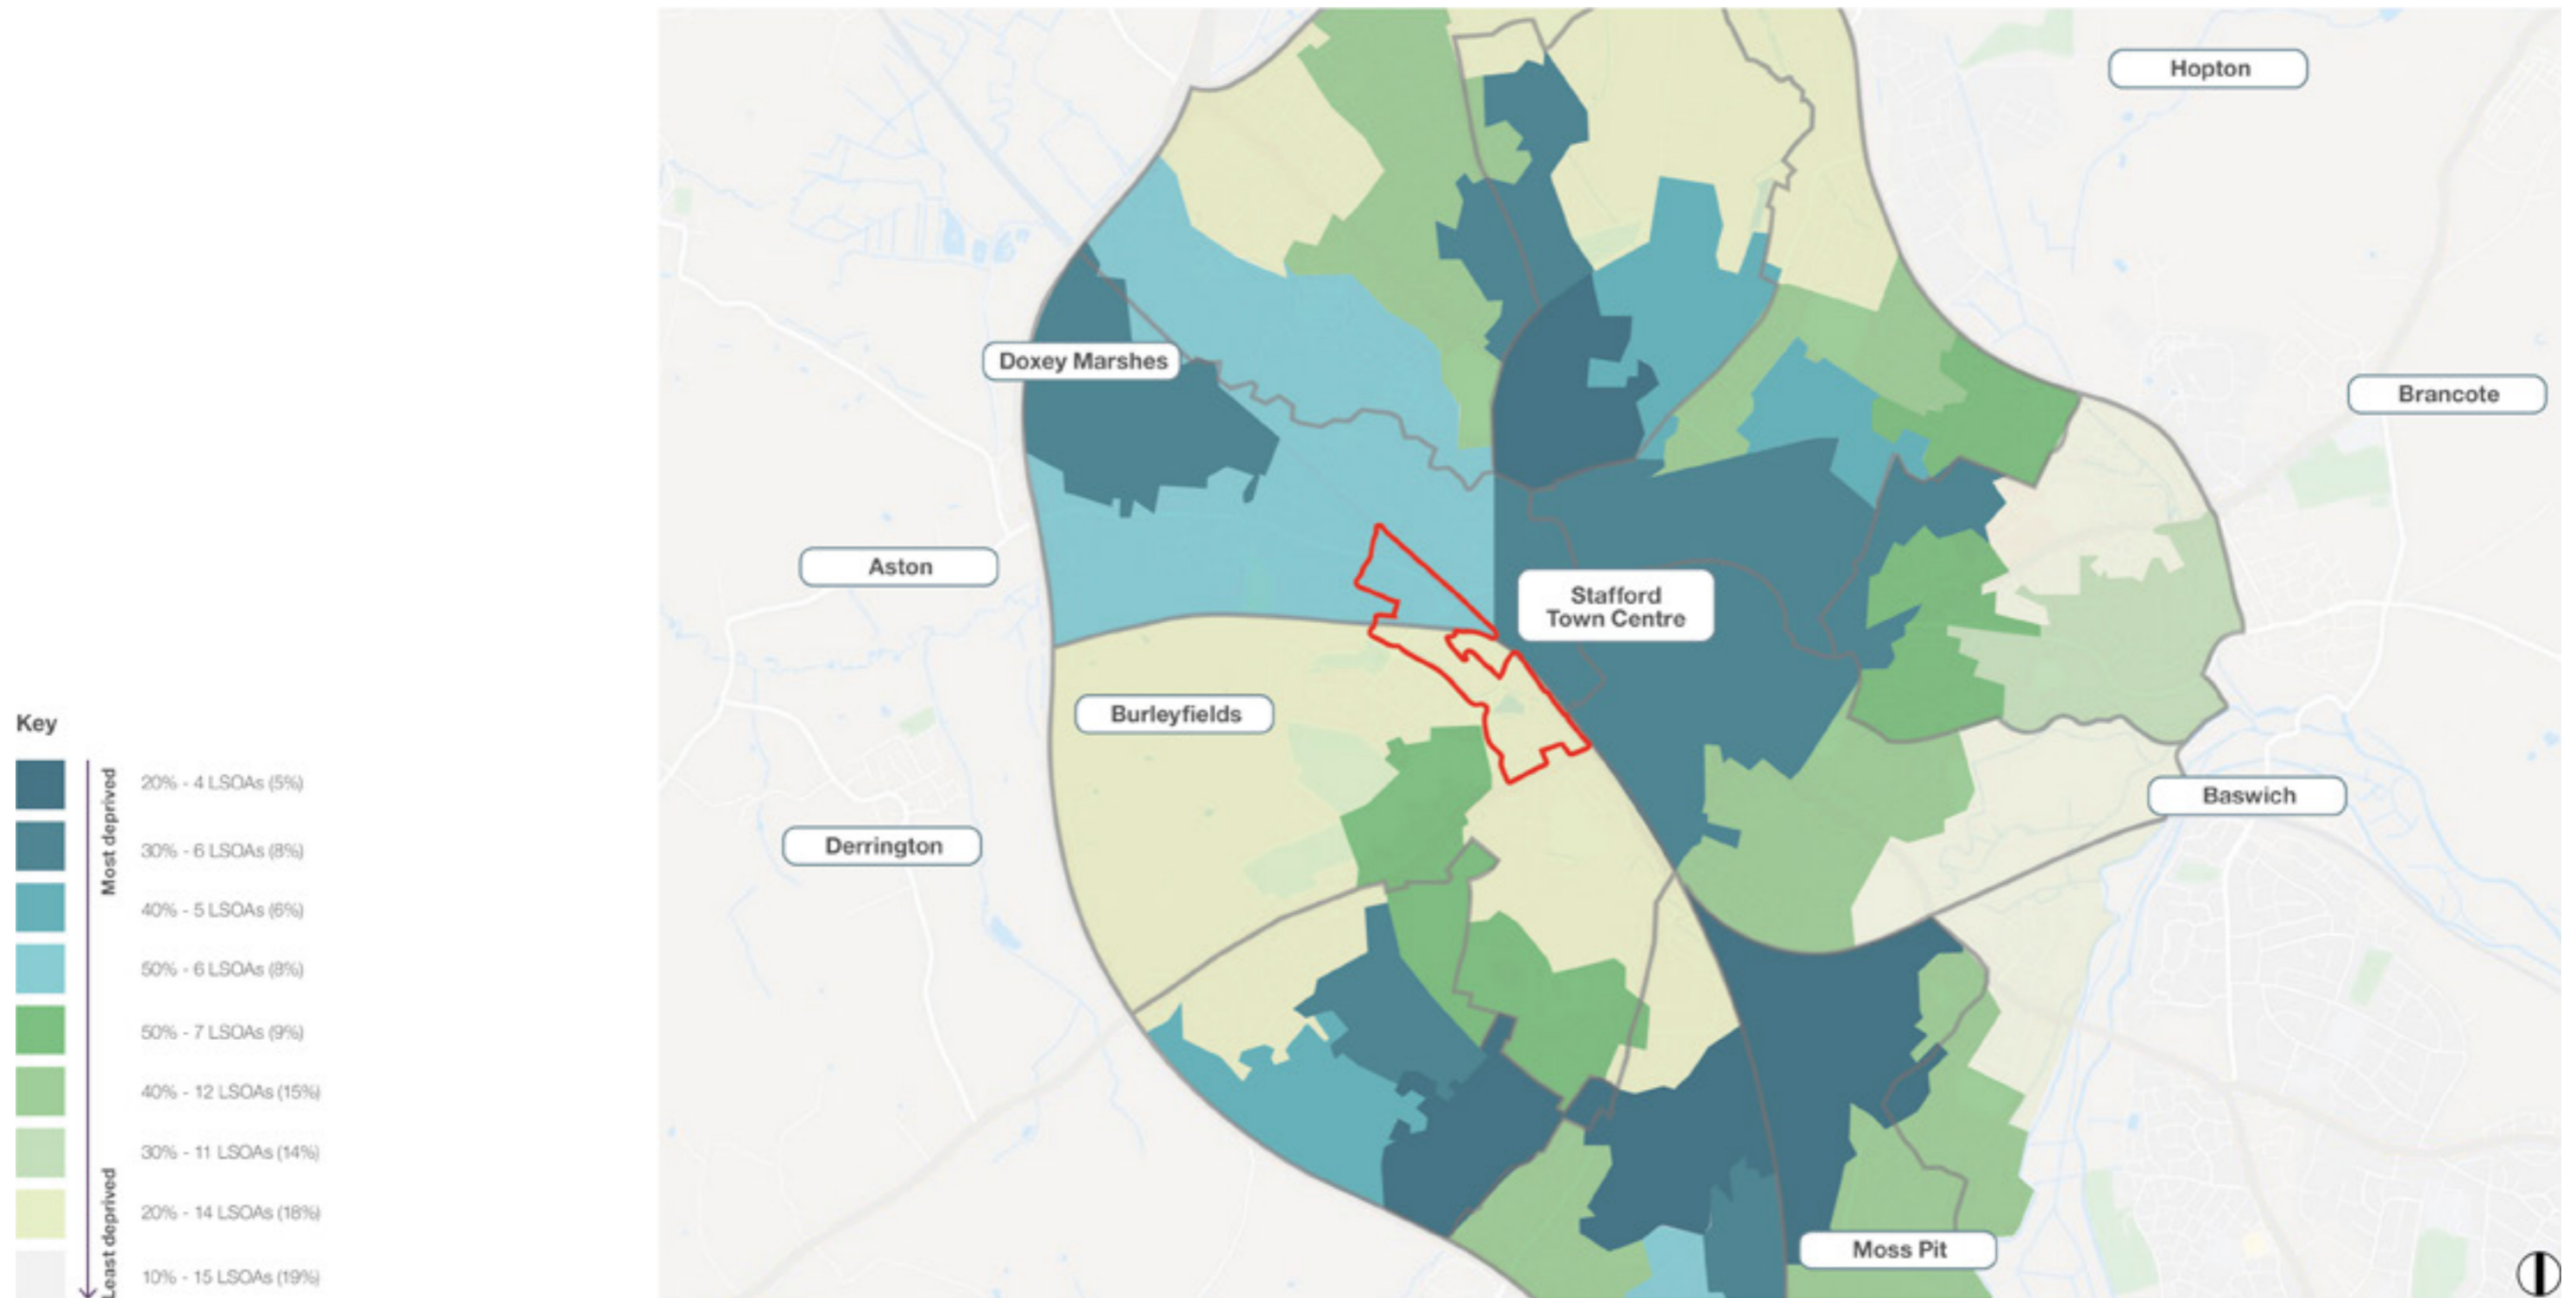 Hopton
Doxey Marshes
Brancote
Aston
Stafford
Town Centre
Burleyfields
Derrington
Baswich
Moss Pit
Key
Most deprived
Least deprived
20% - 4 LSOAs (5%)
30% - 6 LSOAs (8%)
40% - 5 LSOAs (6%)
50% - 6 LSOAs (8%)
50% - 7 LSOAs (9%)
40% - 12 LSOAs (15%)
30% - 11 LSOAs (14%)
20% - 14 LSOAs (18%)
10% - 15 LSOAs (19%)